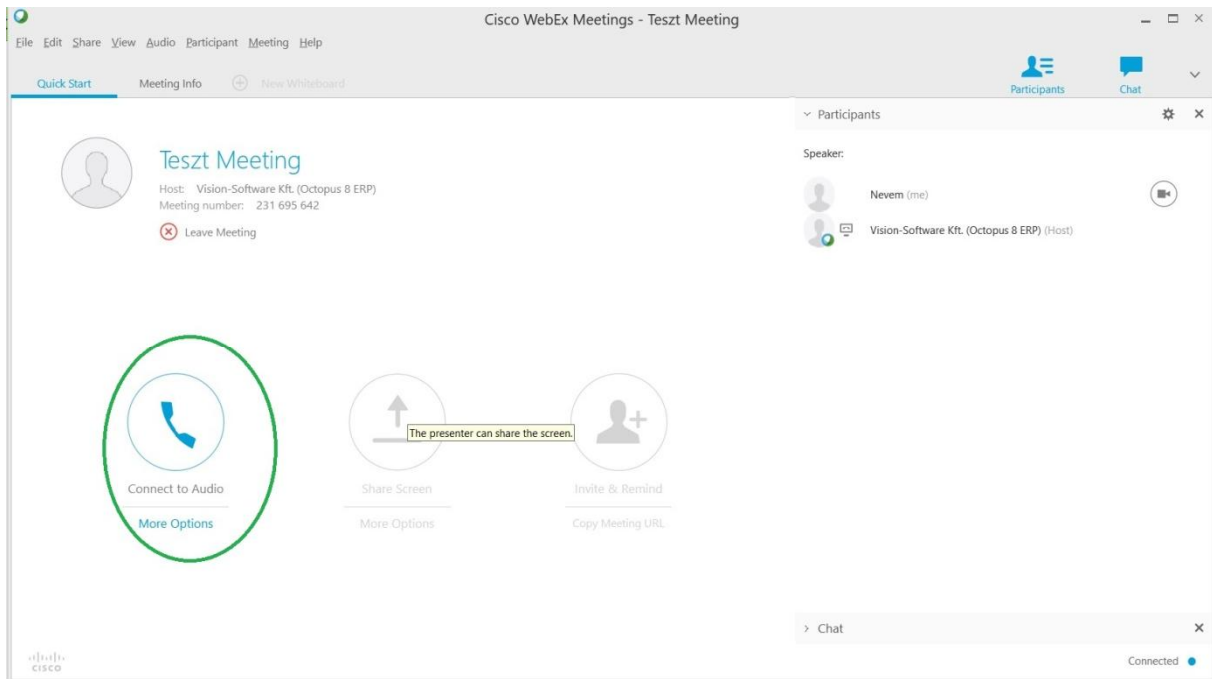 Cisco WebEx Meetings - Teszt Meeting
File Edit Share View Audio Participant Meeting Help
Quick Start Meeting Info New Whiteboard
Participants Chat
Participants
Speaker:
Teszt Meeting
Host: Vision-Software Kft. (Octopus 8 ERP)
Meeting number: 231 695 642
Leave Meeting
Nevem (me)
Vision-Software Kft. (Octopus 8 ERP) (Host)
The presenter can share the screen.
Connect to Audio Share Screen Invite & Remind
More Options More Options Copy Meeting URL
Chat
Connected
CISCO